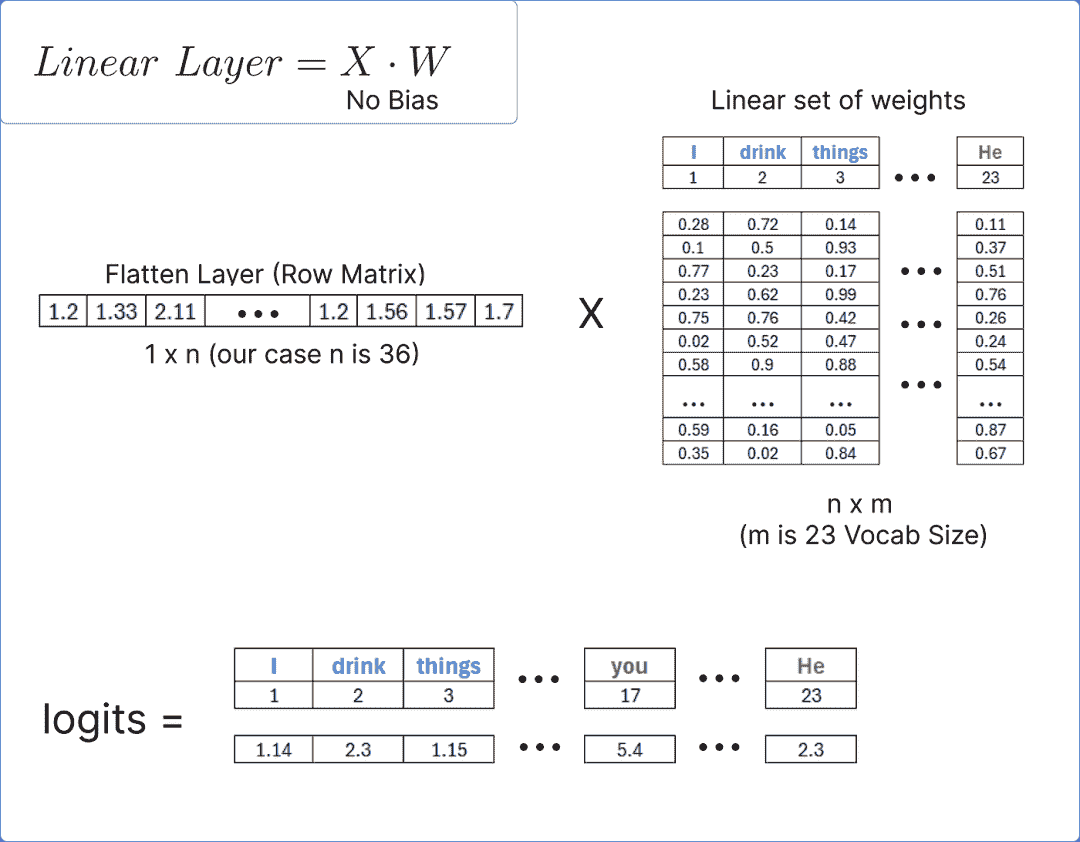 Linear Layer = X · W
No Bias
Linear set of weights
I drink things He
1 2 3 ••• 23
0.28 0.72 0.14 0.11
0.1 0.5 0.93 0.37
0.77 0.23 0.17 ••• 0.51
0.23 0.62 0.99 0.76
0.75 0.76 0.42 ••• 0.26
0.02 0.52 0.47 0.24
0.58 0.9 0.88 ••• 0.54
... ... ... ...
0.59 0.16 0.05 0.87
0.35 0.02 0.84 0.67
n x m
(m is 23 Vocab Size)
Flatten Layer (Row Matrix)
1.2 1.33 2.11 ••• 1.2 1.56 1.57 1.7
1 x n (our case n is 36)
X
logits =
I drink things ••• you ••• He
1 2 3 17 23
1.14 2.3 1.15 ••• 5.4 ••• 2.3